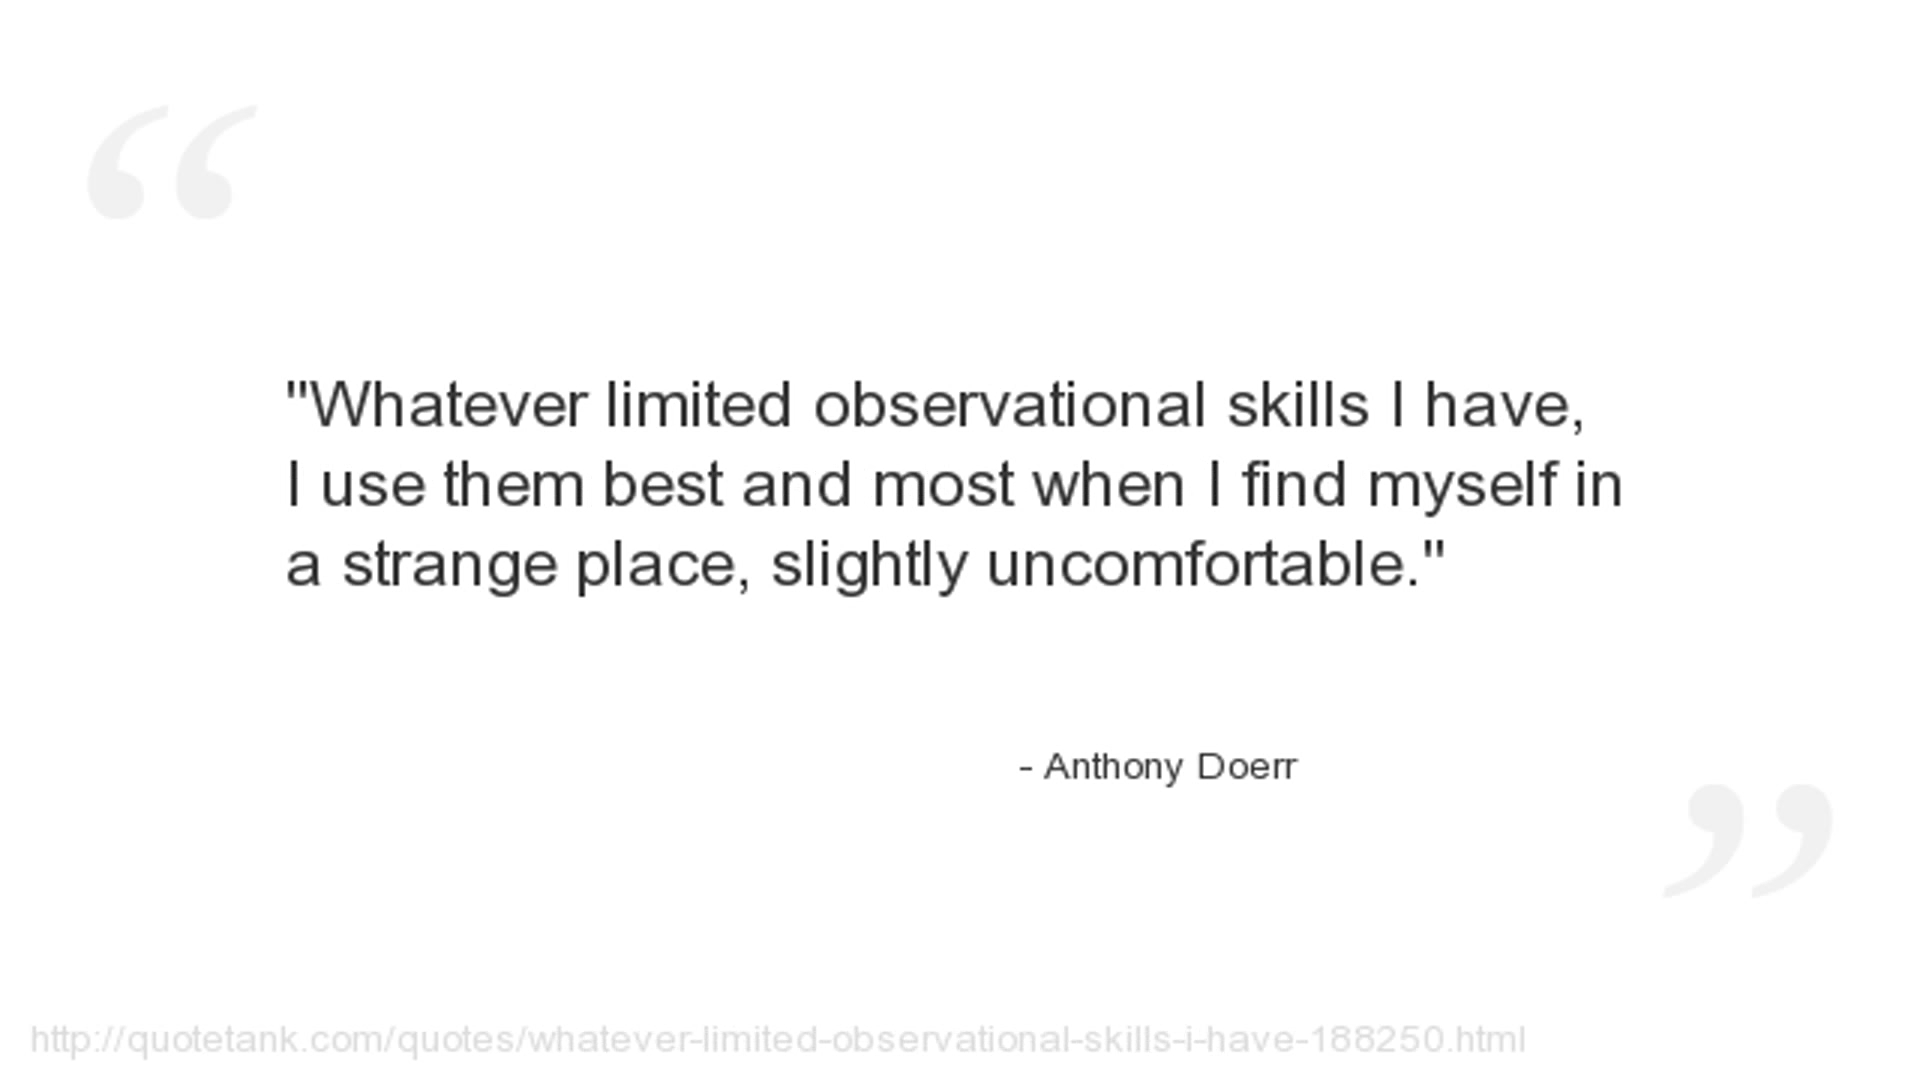 "Whatever limited observational skills I have,
I use them best and most when I find myself in
a strange place, slightly uncomfortable."
- Anthony Doerr
http://quotetank.com/quotes/whatever-limited-observational-skills-i-have-188250.html